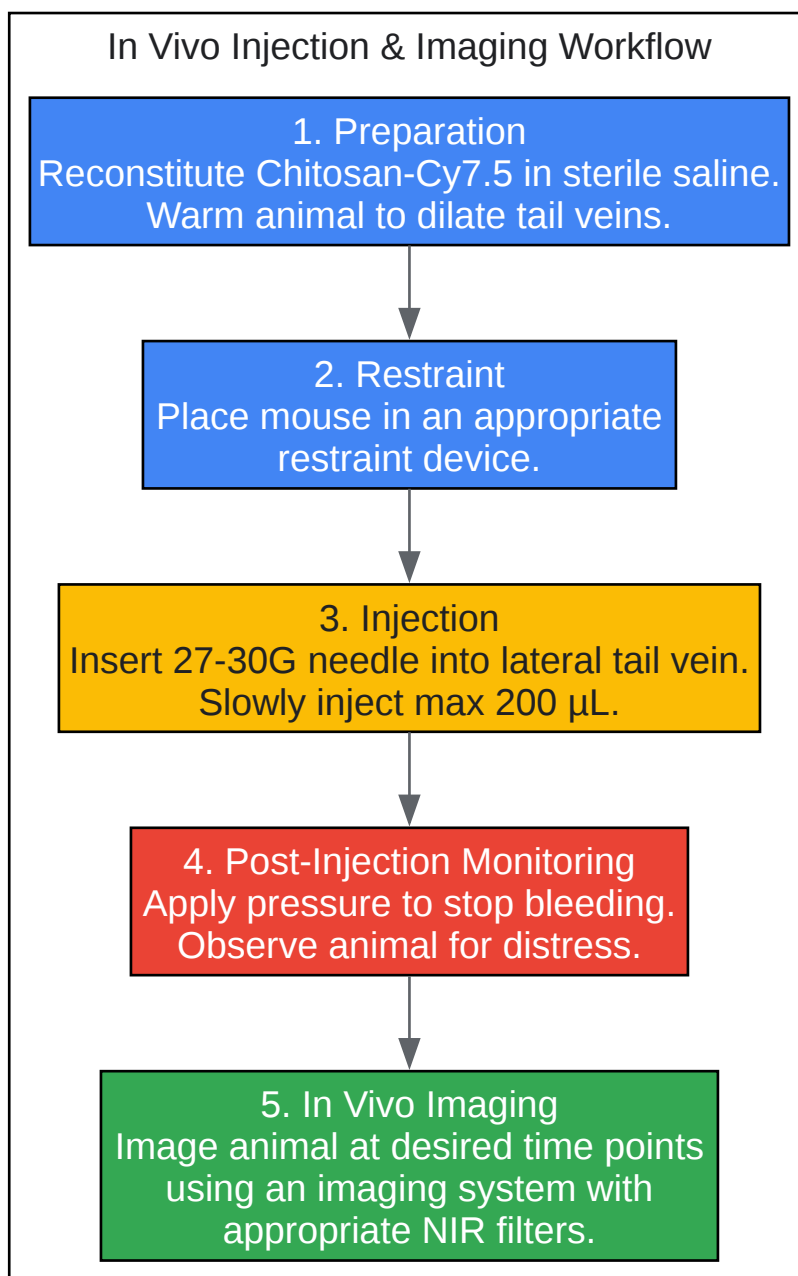 In Vivo Injection & Imaging Workflow
1. Preparation
Reconstitute Chitosan-Cy7.5 in sterile saline.
Warm animal to dilate tail veins.
2. Restraint
Place mouse in an appropriate
restraint device.
3. Injection
Insert 27-30G needle into lateral tail vein.
Slowly inject max 200 µL.
4. Post-Injection Monitoring
Apply pressure to stop bleeding.
Observe animal for distress.
5. In Vivo Imaging
Image animal at desired time points
using an imaging system with
appropriate NIR filters.